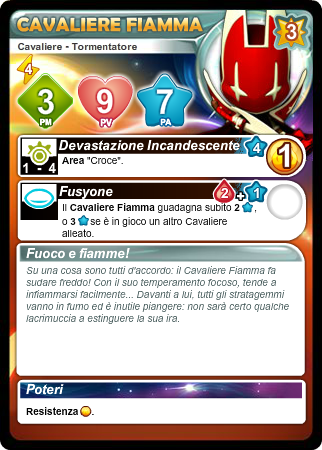 CAVALIERE FIAMMA
3
Cavaliere - Tormentatore
4
3
PM
9
PV
7
PA
Devastazione Incandescente 4
1
1 - 4
Area "Croce".
Fusyone
2 + 1
Il Cavaliere Fiamma guadagna subito 2 ,
o 3 se è in gioco un altro Cavaliere
alleato.
Fuoco e fiamme!
Su una cosa sono tutti d'accordo: il Cavaliere Fiamma fa
sudare freddo! Con il suo temperamento focoso, tende a
infiammarsi facilmente... Davanti a lui, tutti gli stratagemmi
vanno in fumo ed è inutile piangere: non sarà certo qualche
lacrimuccia a estinguere la sua ira.
Poteri
Resistenza .